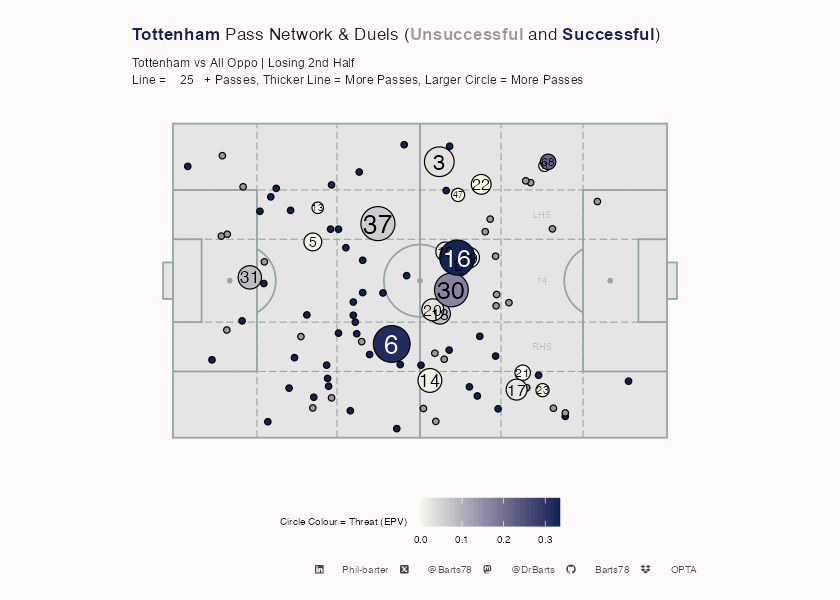 Tottenham Pass Network & Duels (Unsuccessful and Successful)
Tottenham vs All Oppo | Losing 2nd Half
Line = 25 + Passes, Thicker Line = More Passes, Larger Circle = More Passes
3
68
22
47
13
LHS
37
5
16
31
14
30
20
6
RHS
21
14
17
23
Circle Colour = Threat (EPV)
0.0 0.1 0.2 0.3
Phil-barter @Barts78 @DrBarts Barts78 OPTA